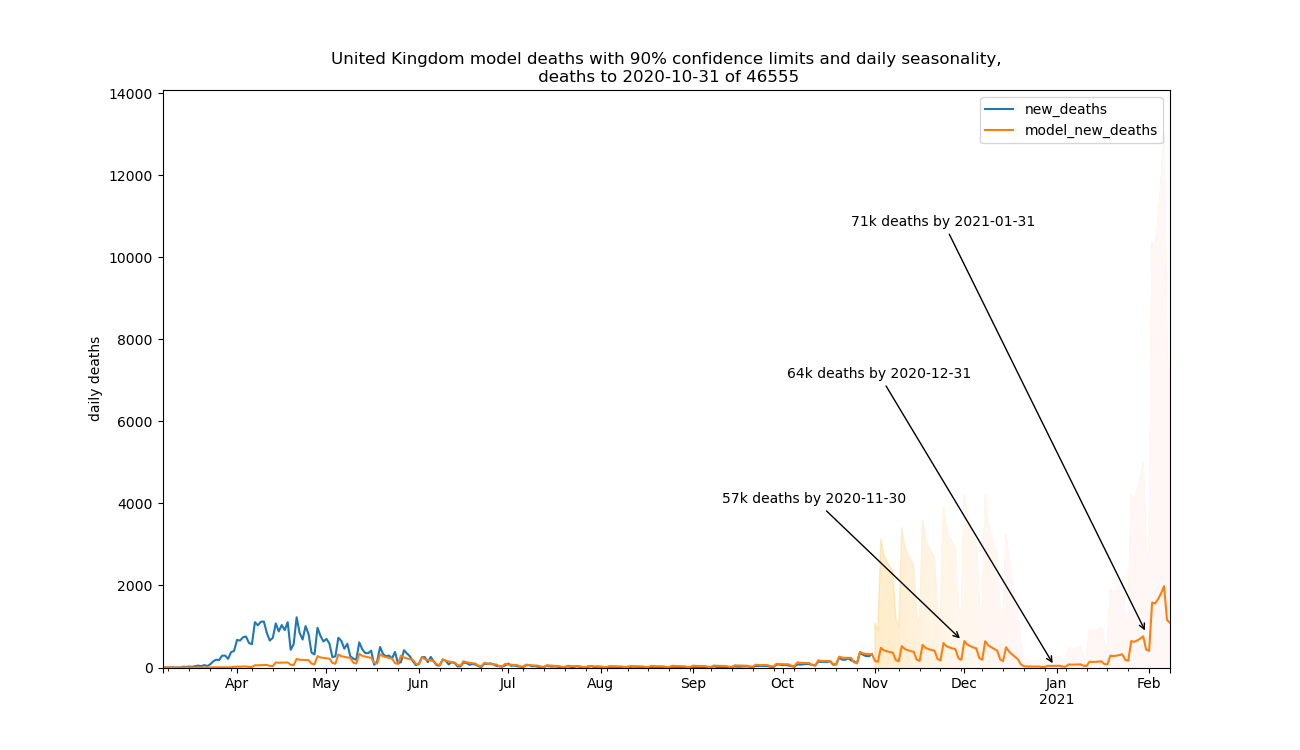 United Kingdom model deaths with 90% confidence limits and daily seasonality,
deaths to 2020-10-31 of 46555
14000
12000
10000
8000
6000
4000
2000
0
daily deaths
new_deaths
model_new_deaths
71k deaths by 2021-01-31
64k deaths by 2020-12-31
57k deaths by 2020-11-30
Apr May Jun Jul Aug Sep Oct Nov Dec Jan Feb
2021